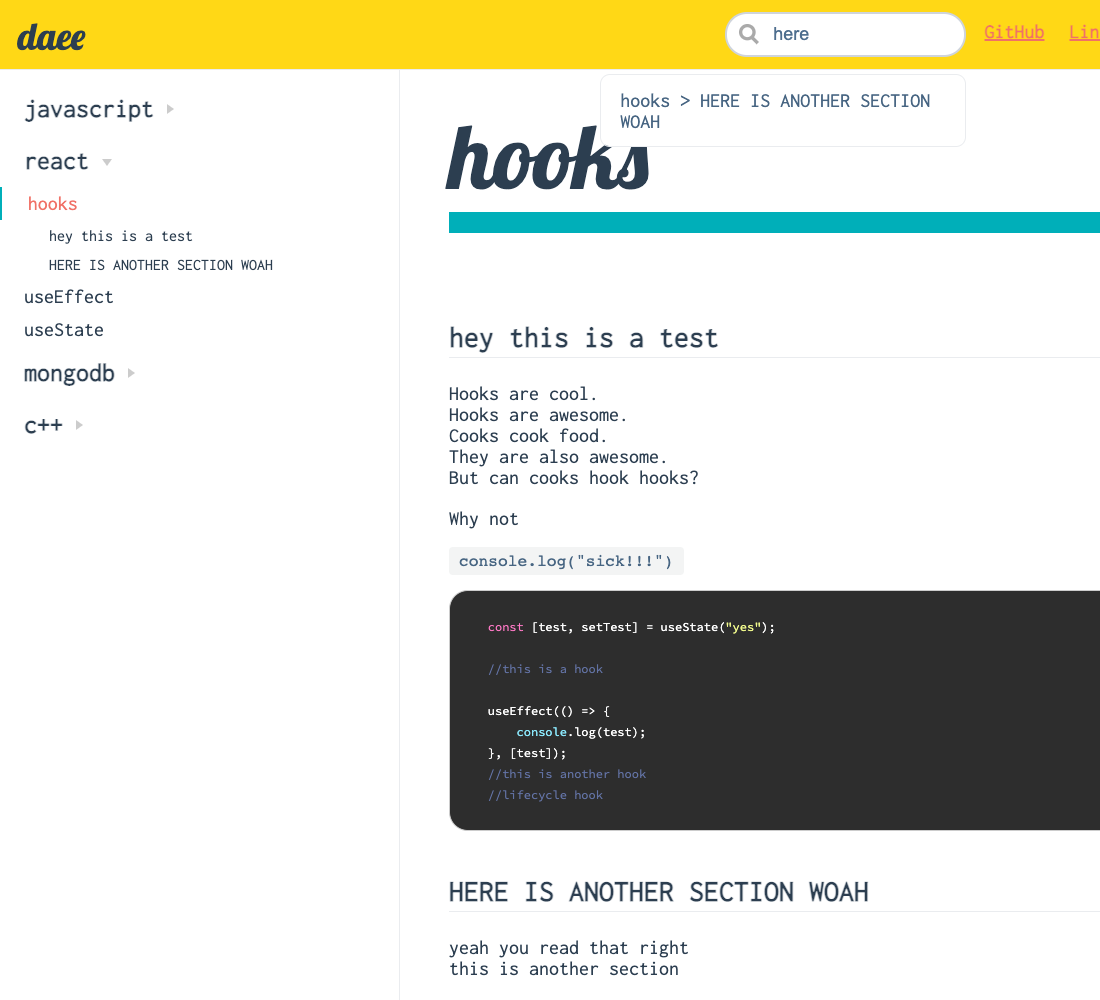 daee
here
GitHub
hooks > HERE IS ANOTHER SECTION
WOAH
javascript
react
hooks
hey this is a test
HERE IS ANOTHER SECTION WOAH
useEffect
useState
mongodb
c++
hooks
hey this is a test
Hooks are cool.
Hooks are awesome.
Cooks cook food.
They are also awesome.
But can cooks hook hooks?
Why not
console.log("sick!!!")
const [test, setTest] = useState("yes");
//this is a hook
useEffect(() => {
    console.log(test);
}, [test]);
//this is another hook
//lifecycle hook
HERE IS ANOTHER SECTION WOAH
yeah you read that right
this is another section